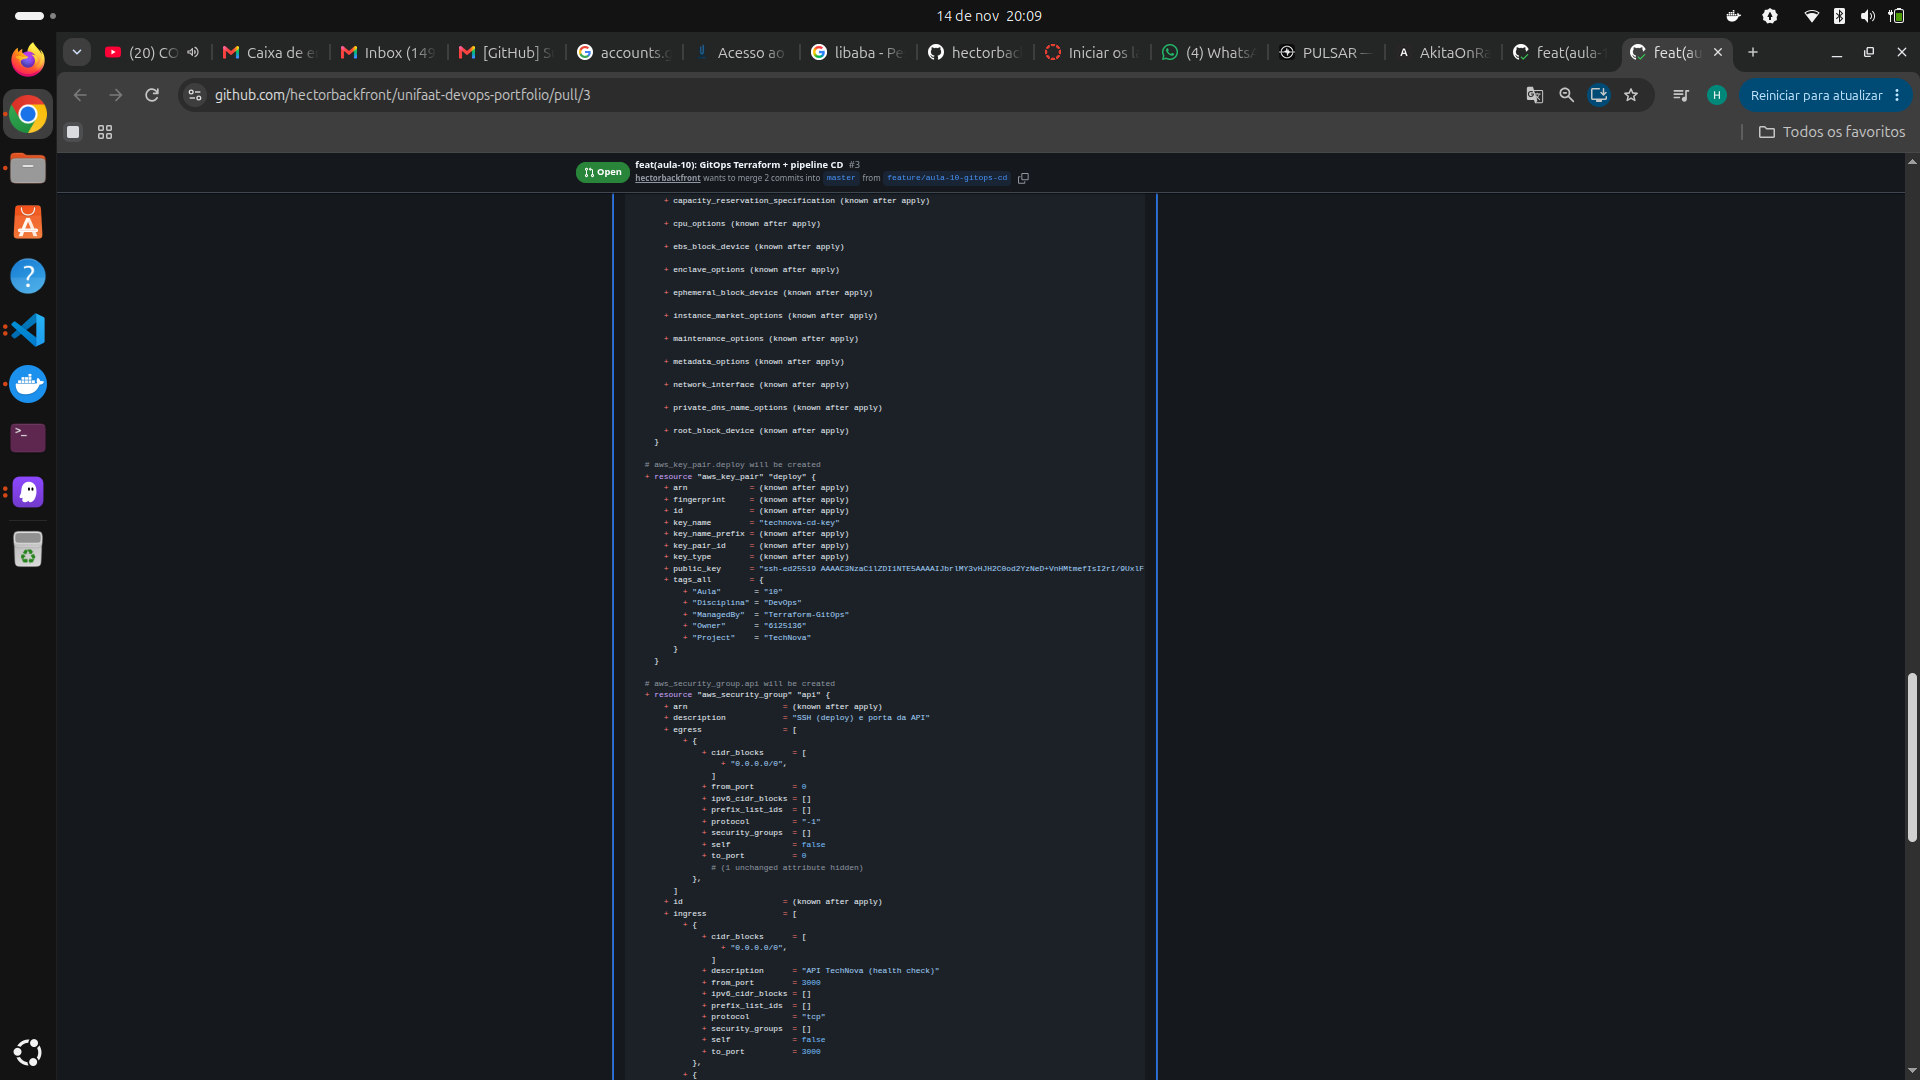 14 de nov 20:09
(20) CO
Caixa de e
Inbox (149
[GitHub] S
accounts.g
Acesso ao
libaba - Pe
hectorbac
Iniciar os l
(4) Whats
PULSAR —
AkitaOnRa
feat(aula-
feat(au
github.com/hectorbackfront/unifaat-devops-portfolio/pull/3
H
Reiniciar para atualizar
Todos os favoritos
Open
feat(aula-10): GitOps Terraform + pipeline CD #3
hectorbackfront wants to merge 2 commits into master from feature/aula-10-gitops-cd
+ capacity_reservation_specification (known after apply)
+ cpu_options (known after apply)
+ ebs_block_device (known after apply)
+ enclave_options (known after apply)
+ ephemeral_block_device (known after apply)
+ instance_market_options (known after apply)
+ maintenance_options (known after apply)
+ metadata_options (known after apply)
+ network_interface (known after apply)
+ private_dns_name_options (known after apply)
+ root_block_device (known after apply)
}
# aws_key_pair.deploy will be created
+ resource "aws_key_pair" "deploy" {
+ arn = (known after apply)
+ fingerprint = (known after apply)
+ id = (known after apply)
+ key_name = "technova-cd-key"
+ key_name_prefix = (known after apply)
+ key_pair_id = (known after apply)
+ key_type = (known after apply)
+ public_key = "ssh-ed25519
+ tags_all = {
+ "Aula" = "10"
+ "Disciplina" = "DevOps"
+ "ManagedBy" = "Terraform-GitOps"
+ "Owner" = "6125136"
+ "Project" = "TechNova"
}
}
# aws_security_group.api will be created
+ resource "aws_security_group" "api" {
+ arn = (known after apply)
+ description = "SSH (deploy) e porta da API"
+ egress = [
+ {
+ cidr_blocks = [
+ "0.0.0.0/0",
]
+ from_port = 0
+ ipv6_cidr_blocks = []
+ prefix_list_ids = []
+ protocol = "-1"
+ security_groups = []
+ self = false
+ to_port = 0
# (1 unchanged attribute hidden)
},
]
+ id = (known after apply)
+ ingress = [
+ {
+ cidr_blocks = [
+ "0.0.0.0/0",
]
+ description = "API TechNova (health check)"
+ from_port = 3000
+ ipv6_cidr_blocks = []
+ prefix_list_ids = []
+ protocol = "tcp"
+ security_groups = []
+ self = false
+ to_port = 3000
},
+ {